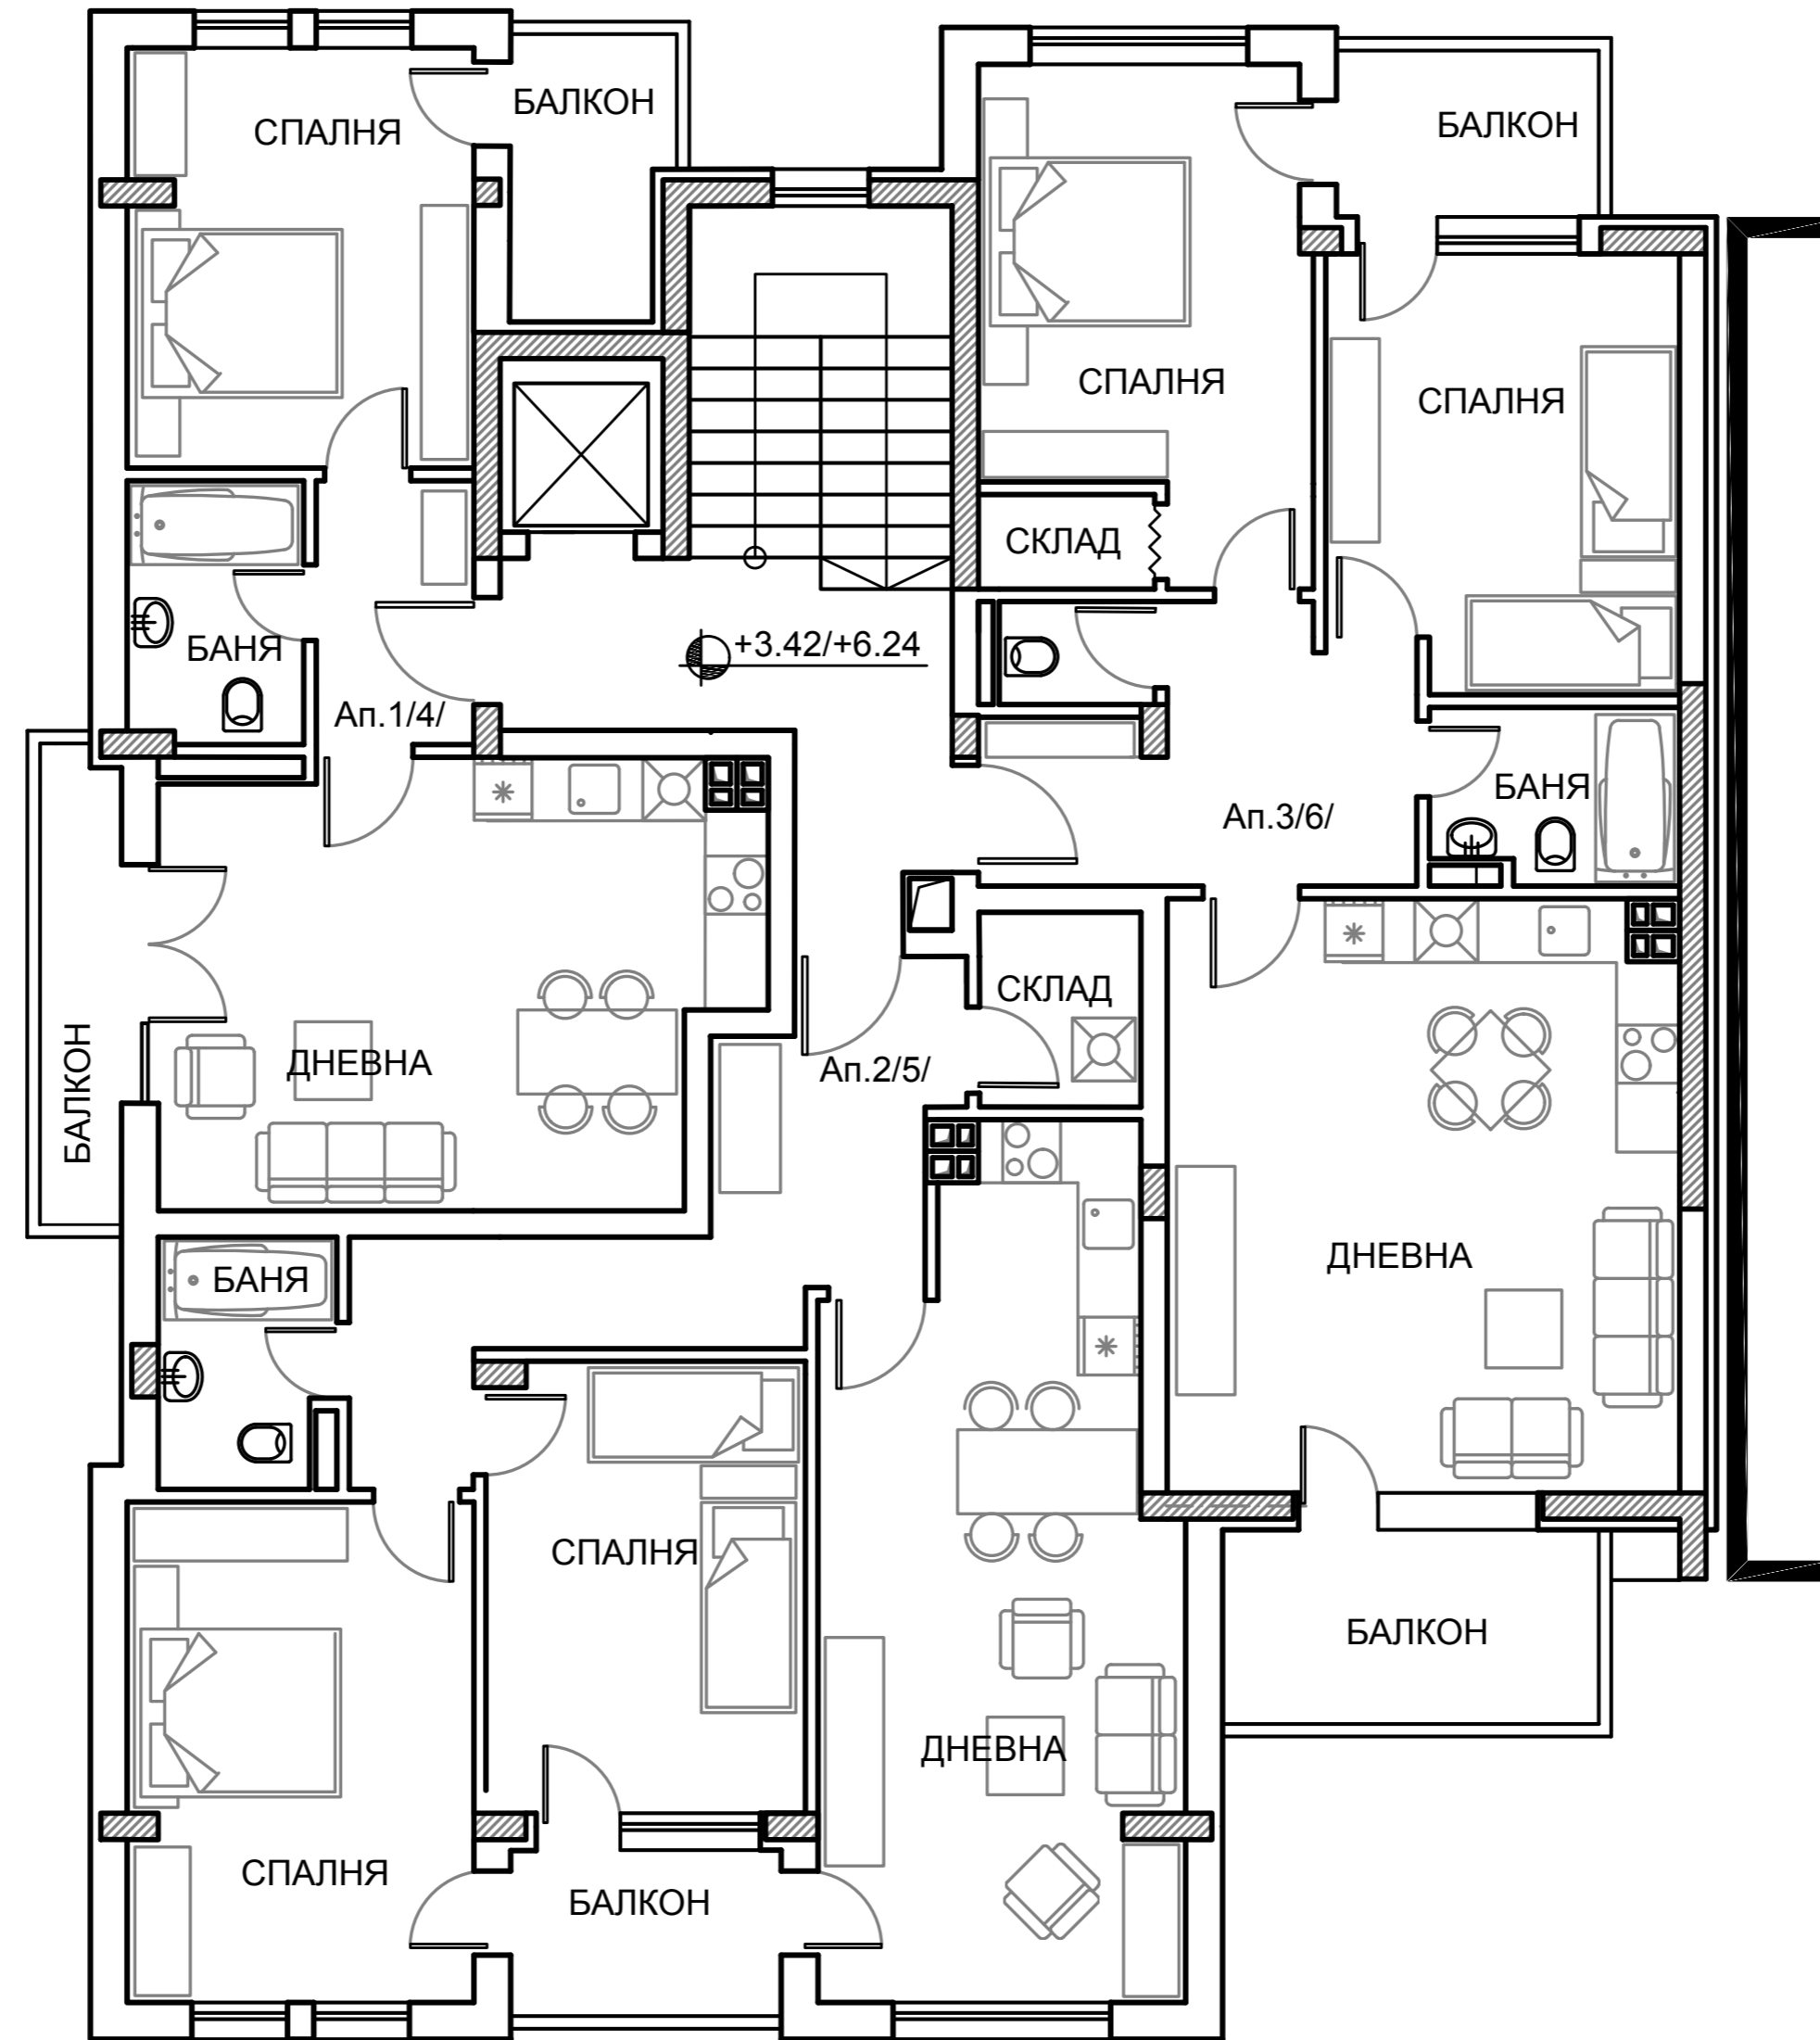 БАЛКОН
СПАЛНЯ
БАЛКОН
СПАЛНЯ
СПАЛНЯ
СКЛАД
БАНЯ
+3.42/+6.24
Ап.1/4/
БАНЯ
Ап.3/6/
СКЛАД
ДНЕВНА
Ап.2/5/
БАЛКОН
ДНЕВНА
БАНЯ
СПАЛНЯ
БАЛКОН
ДНЕВНА
СПАЛНЯ
БАЛКОН